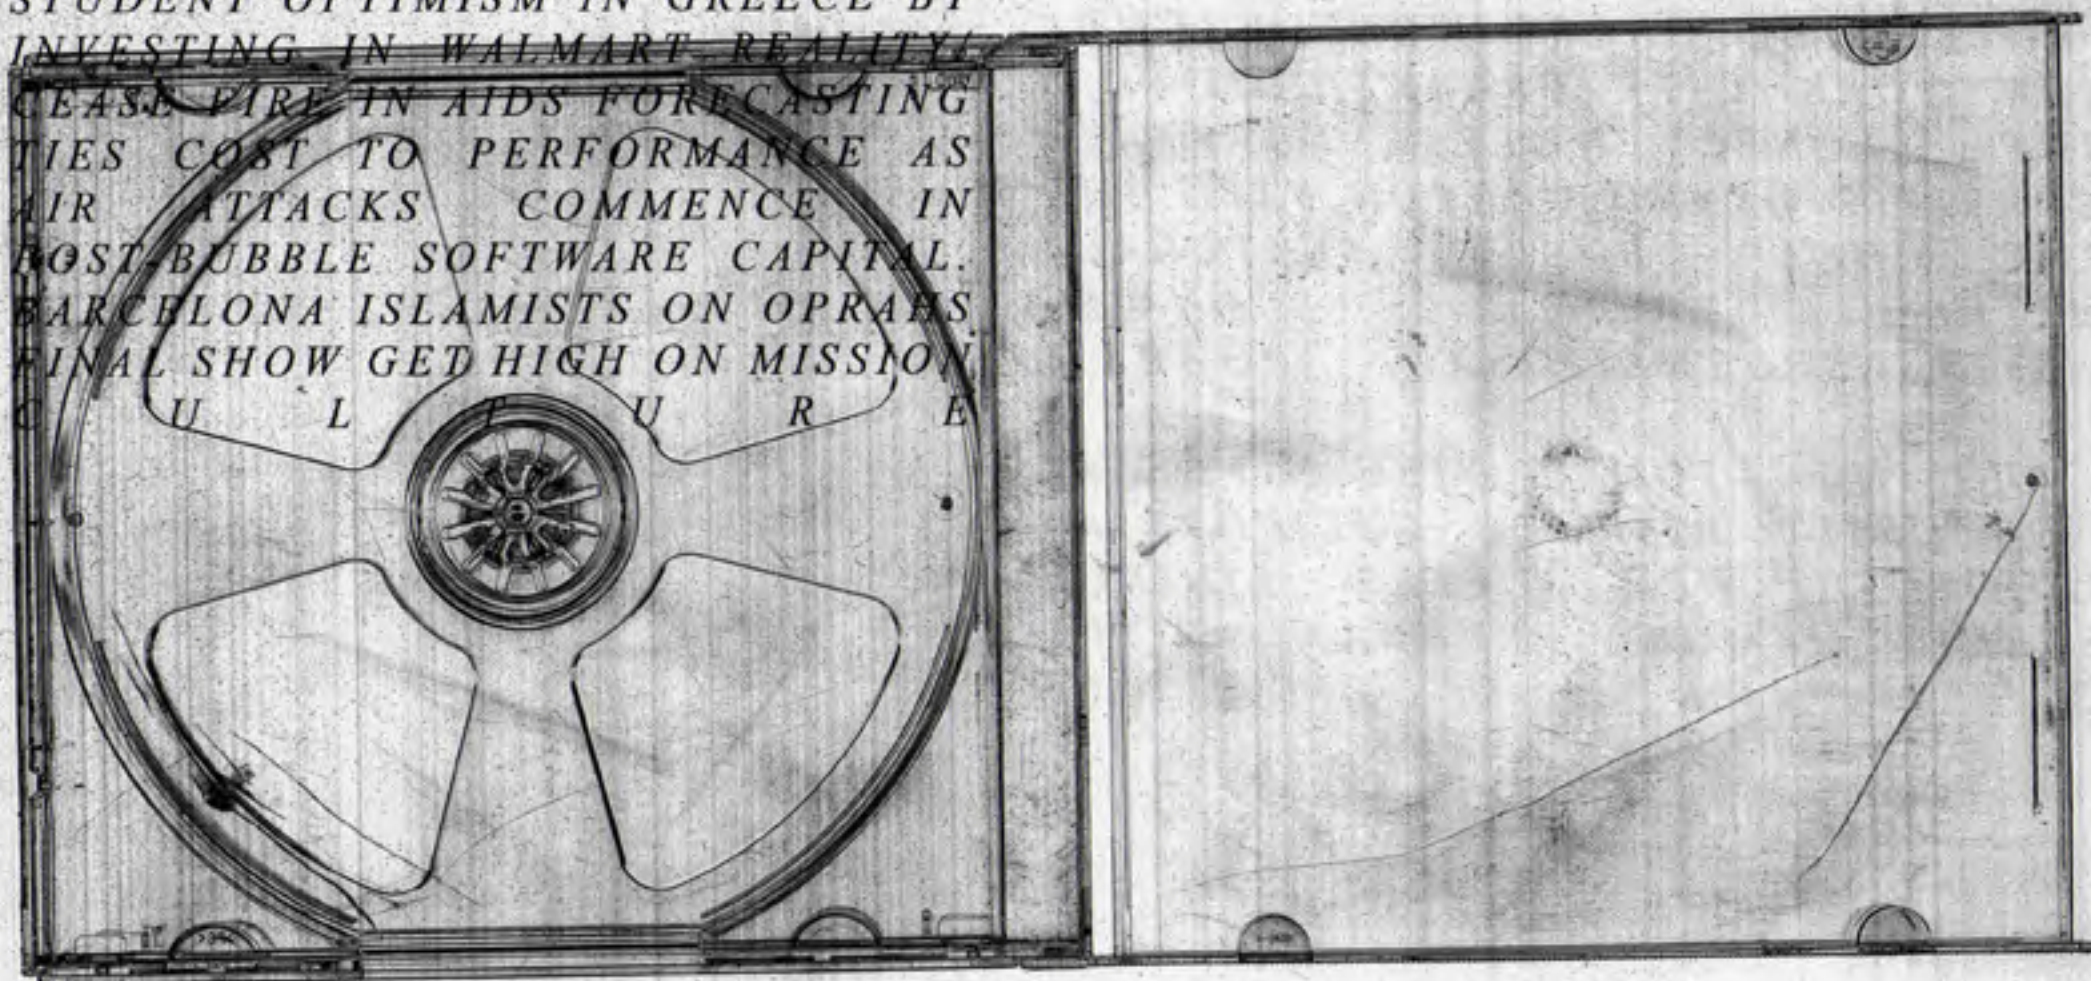 STUDENT OPTIMISM IN GREECE BY
INVESTING IN WALMART REALITY/
CEASE FIRE IN AIDS FORECASTING
TIES COST TO PERFORMANCE AS
AIR ATTACKS COMMENCE IN
POST-BUBBLE SOFTWARE CAPITAL.
BARCELONA ISLAMISTS ON OPRAHS
FINAL SHOW GET HIGH ON MISSION
C U L T U R E